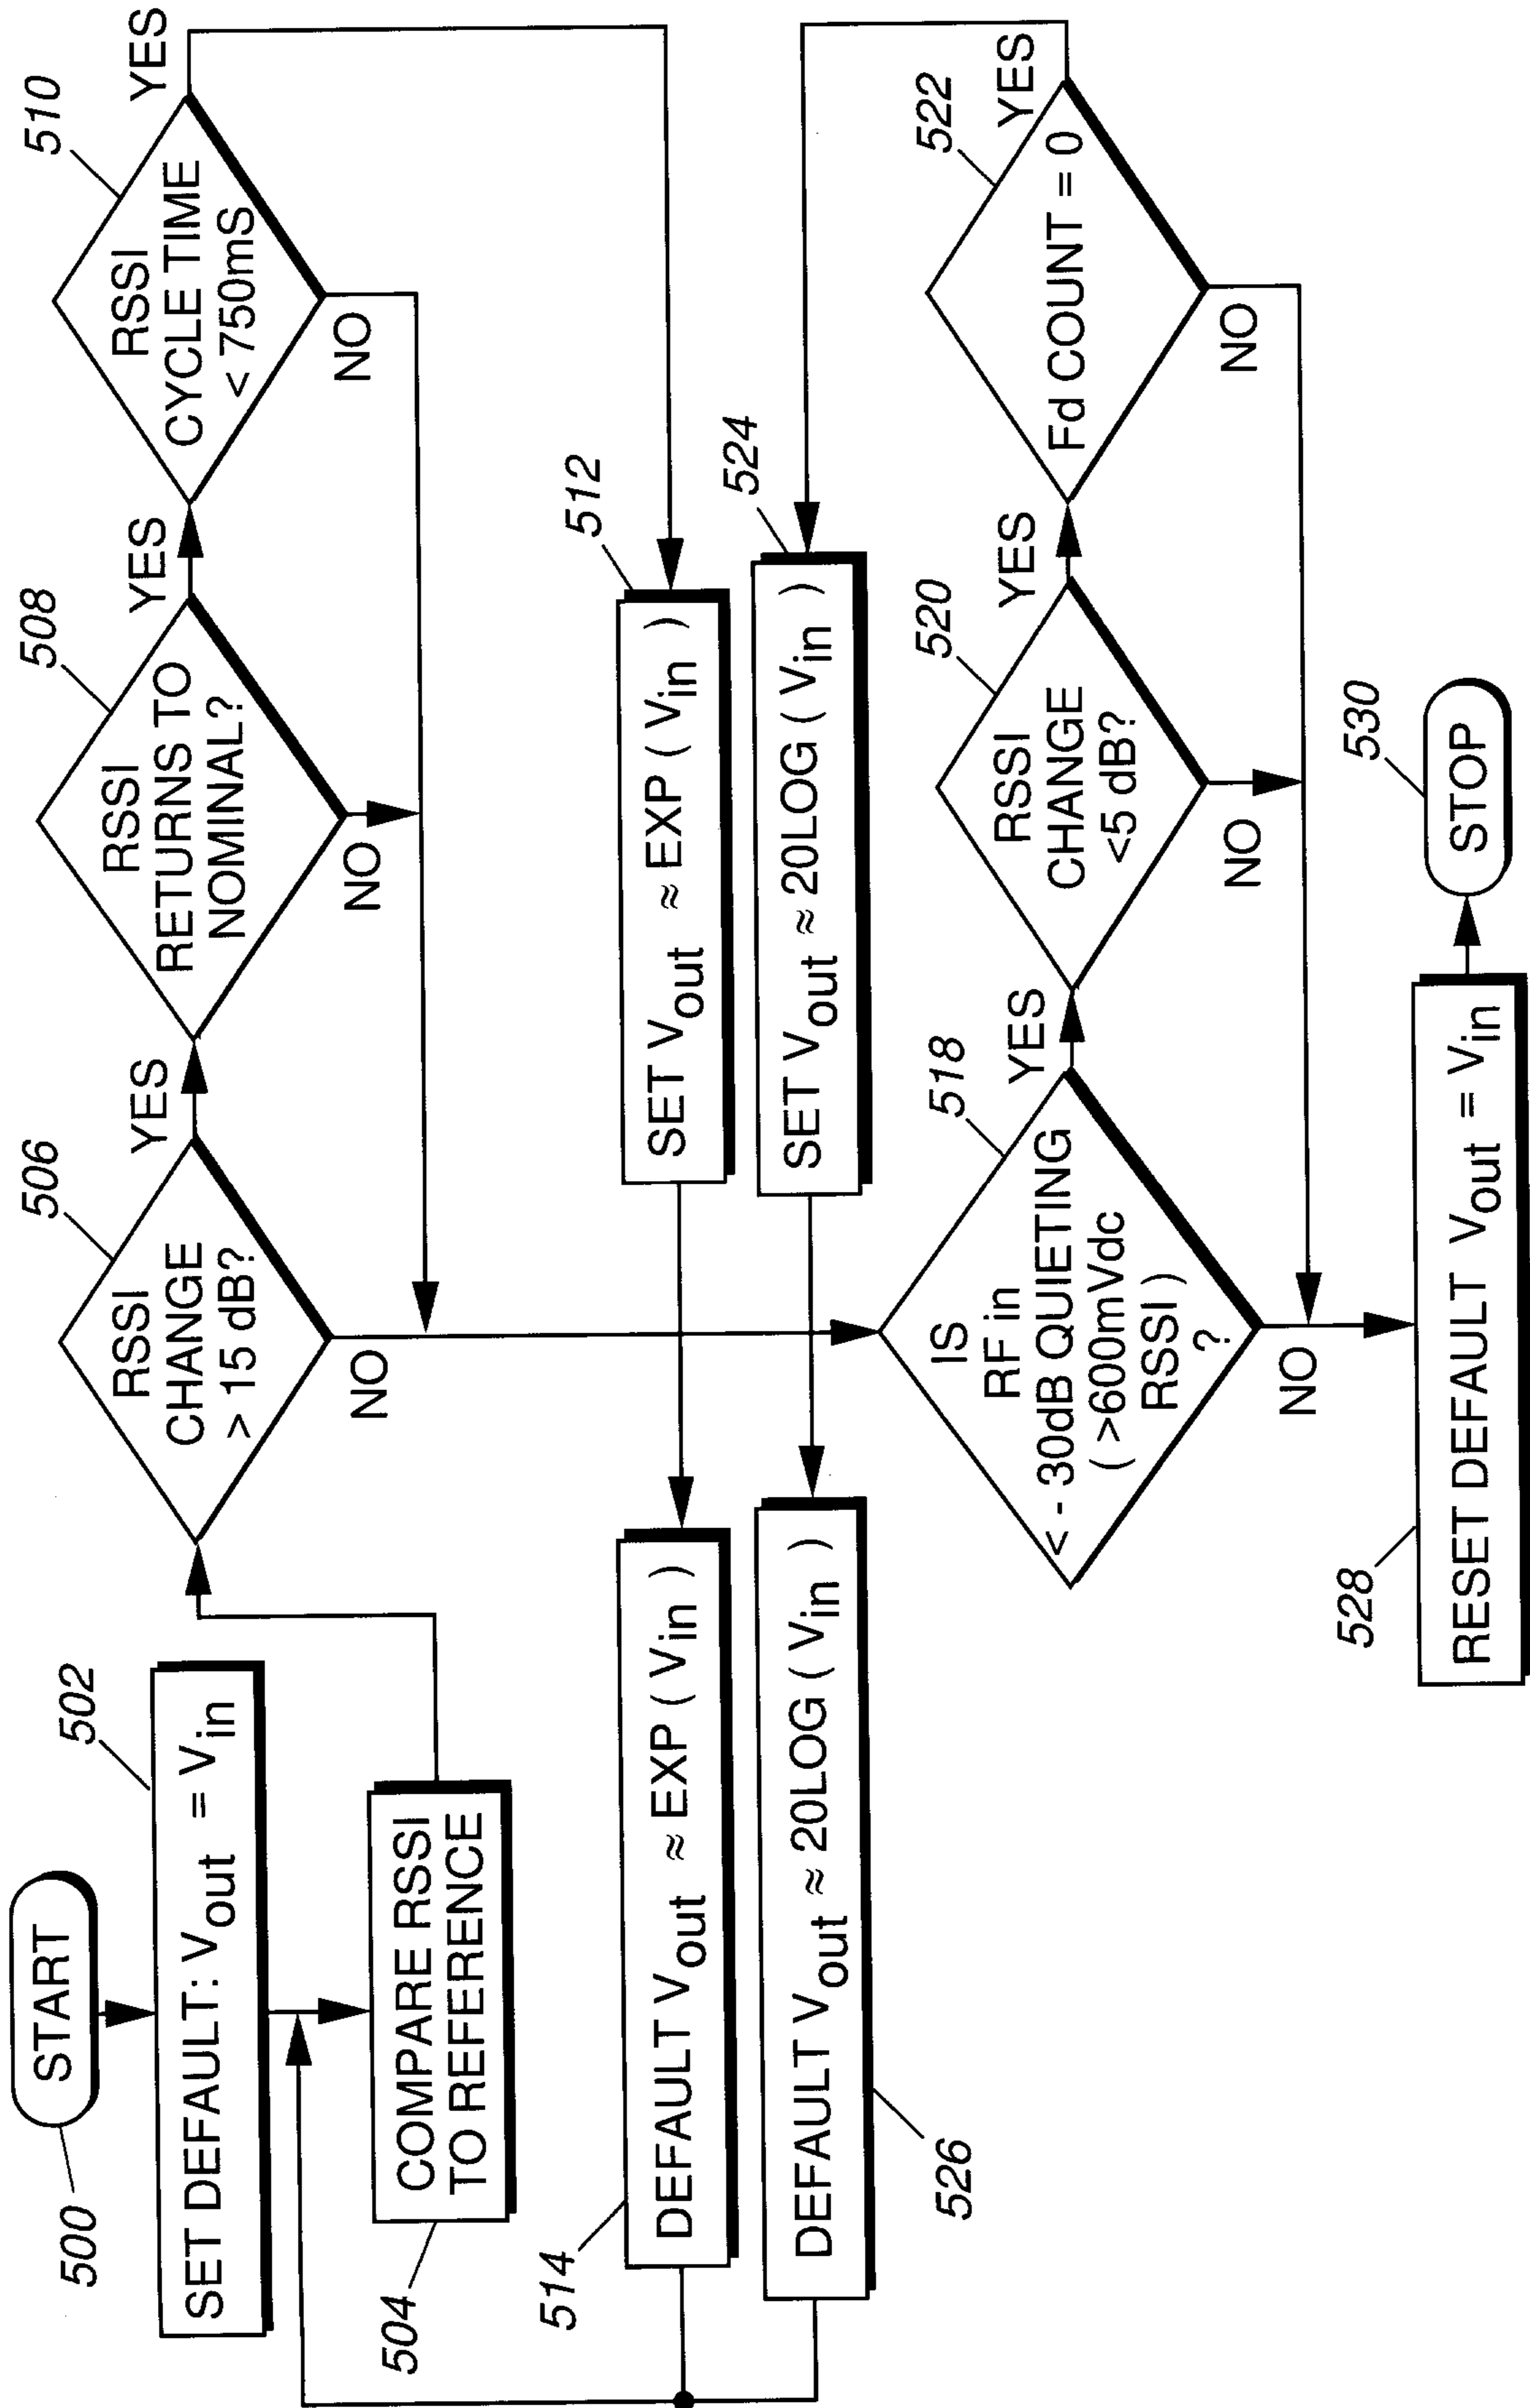 500
START
502
SET DEFAULT: Vout = Vin
504
COMPARE RSSI
TO REFERENCE
506
RSSI
CHANGE
> 15 dB?
YES
NO
508
RSSI
RETURNS TO
NOMINAL?
YES
NO
510
RSSI
CYCLE TIME
< 750mS
YES
NO
512
SET Vout ≈ EXP ( Vin )
514
DEFAULT Vout ≈ EXP ( Vin )
518
IS
RF in
< - 30dB QUIETING
( >600mVdc
RSSI )
?
YES
NO
520
RSSI
CHANGE
<5 dB?
YES
NO
522
Fd COUNT = 0
YES
NO
524
SET Vout ≈ 20LOG ( Vin )
526
DEFAULT Vout ≈ 20LOG ( Vin )
528
RESET DEFAULT Vout = Vin
530
STOP